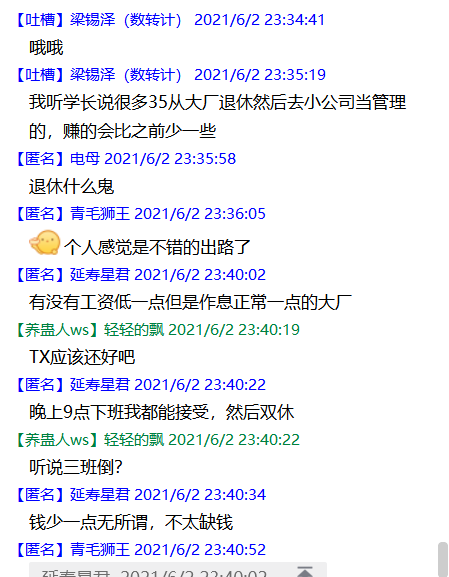 【吐槽】梁锡泽（数转计） 2021/6/2 23:34:41
哦哦
【吐槽】梁锡泽（数转计） 2021/6/2 23:35:19
我听学长说很多35从大厂退休然后去小公司当管理
的，赚的会比之前少一些
【匿名】电母 2021/6/2 23:35:58
退休什么鬼
【匿名】青毛狮王 2021/6/2 23:36:05
个人感觉是不错的出路了
【匿名】延寿星君 2021/6/2 23:40:02
有没有工资低一点但是作息正常一点的大厂
【养蛊人ws】轻轻的飘 2021/6/2 23:40:19
TX应该还好吧
【匿名】延寿星君 2021/6/2 23:40:22
晚上9点下班我都能接受，然后双休
【养蛊人ws】轻轻的飘 2021/6/2 23:40:22
听说三班倒？
【匿名】延寿星君 2021/6/2 23:40:34
钱少一点无所谓，不太缺钱
【匿名】青毛狮王 2021/6/2 23:40:52
延寿星君 2021/6/2 23:40:02